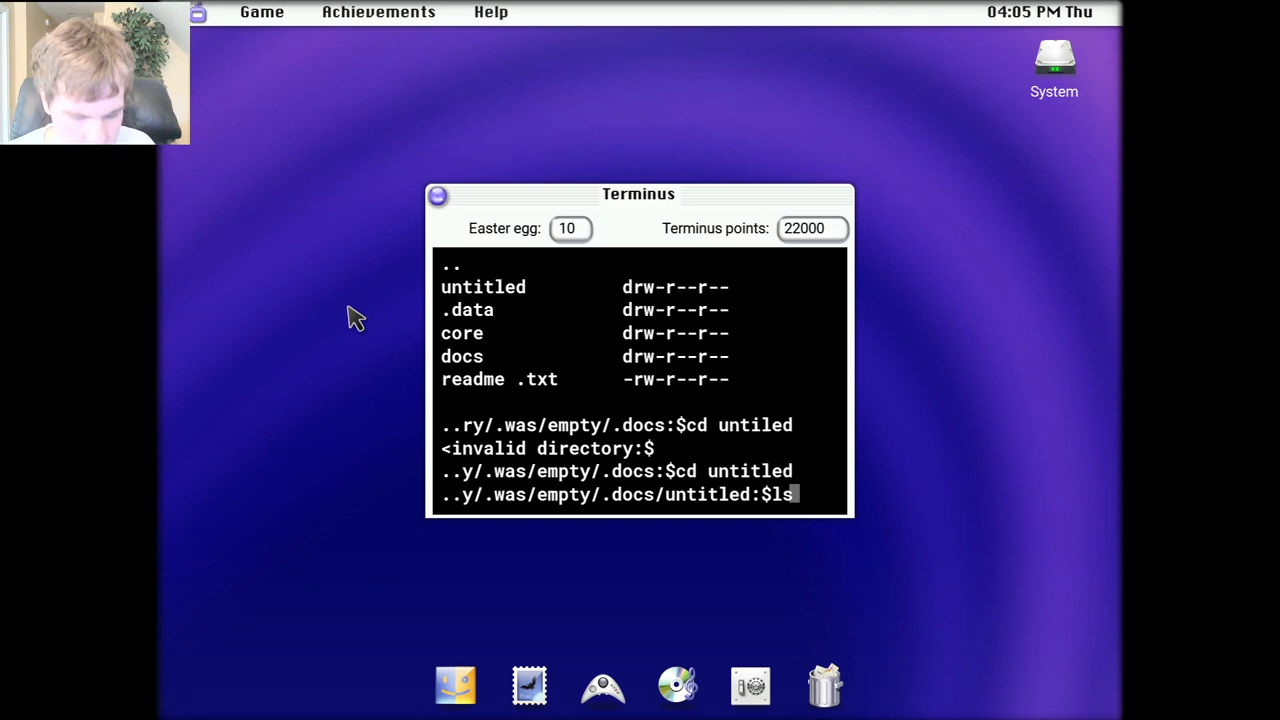 Game Achievements Help 04:05 PM Thu
System
Terminus
Easter egg: 10 Terminus points: 22000
..
untitled drw-r--r--
.data drw-r--r--
core drw-r--r--
docs drw-r--r--
readme .txt -rw-r--r--
..ry/.was/empty/.docs:$cd untiled
<invalid directory:$
..y/.was/empty/.docs:$cd untitled
..y/.was/empty/.docs/untitled:$ls